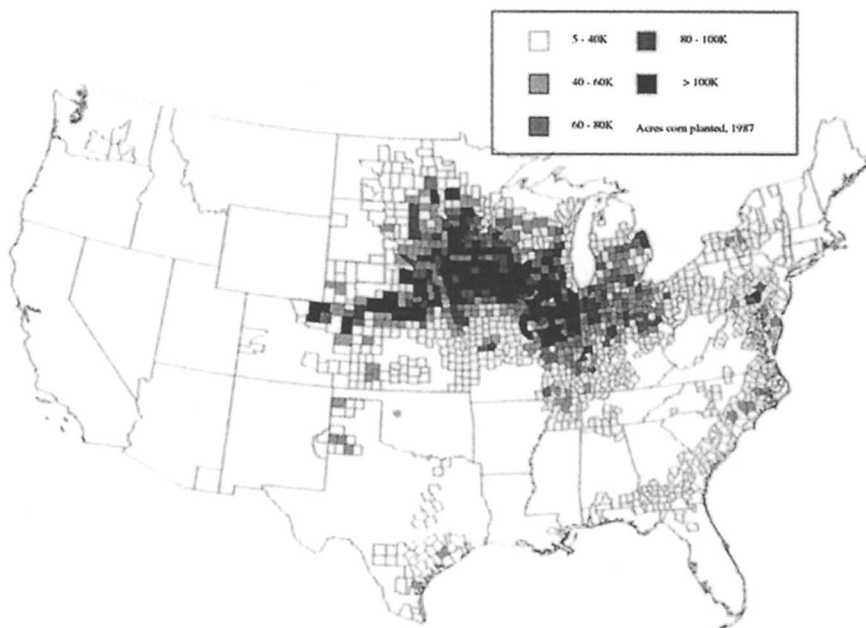 5 - 40K
80 - 100K
40 - 60K
> 100K
60 - 80K
Acres corn planted, 1987